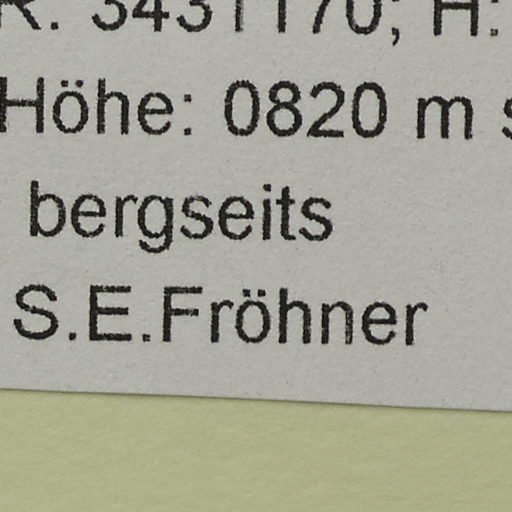 R: 3431170; H:
Höhe: 0820 m s
bergseits
S.E.Fröhner